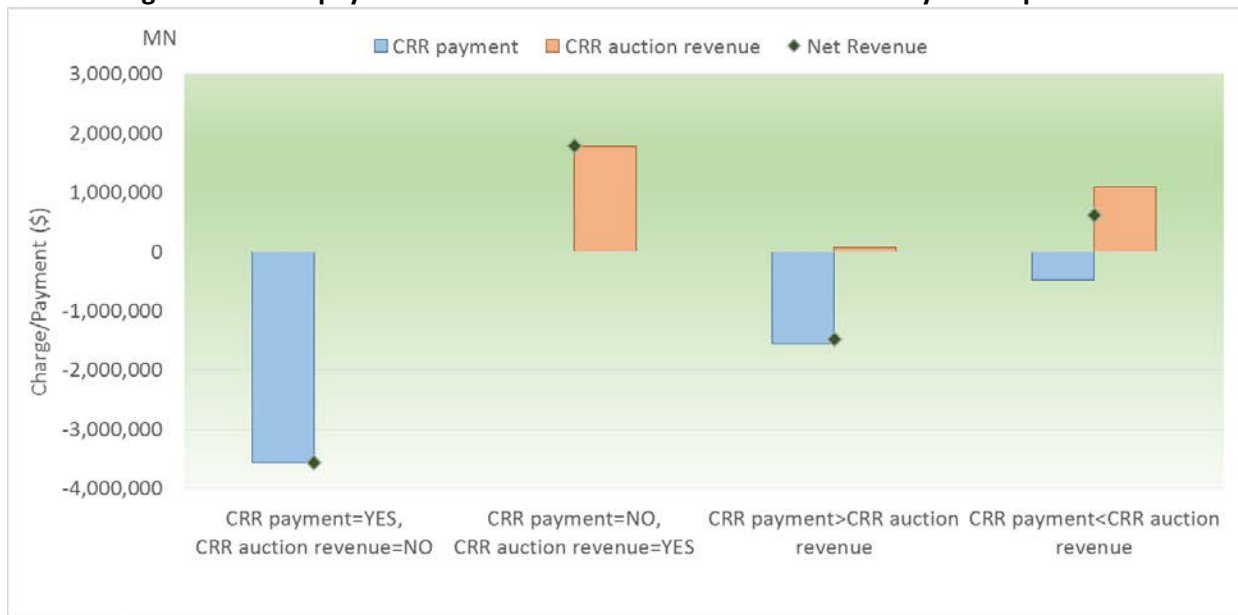 MN
CRR payment CRR auction revenue Net Revenue
3,000,000
2,000,000
1,000,000
0
-1,000,000
-2,000,000
-3,000,000
-4,000,000
Charge/Payment ($)
CRR payment=YES,
CRR auction revenue=NO
CRR payment=NO,
CRR auction revenue=YES
CRR payment>CRR auction
revenue
CRR payment<CRR auction
revenue